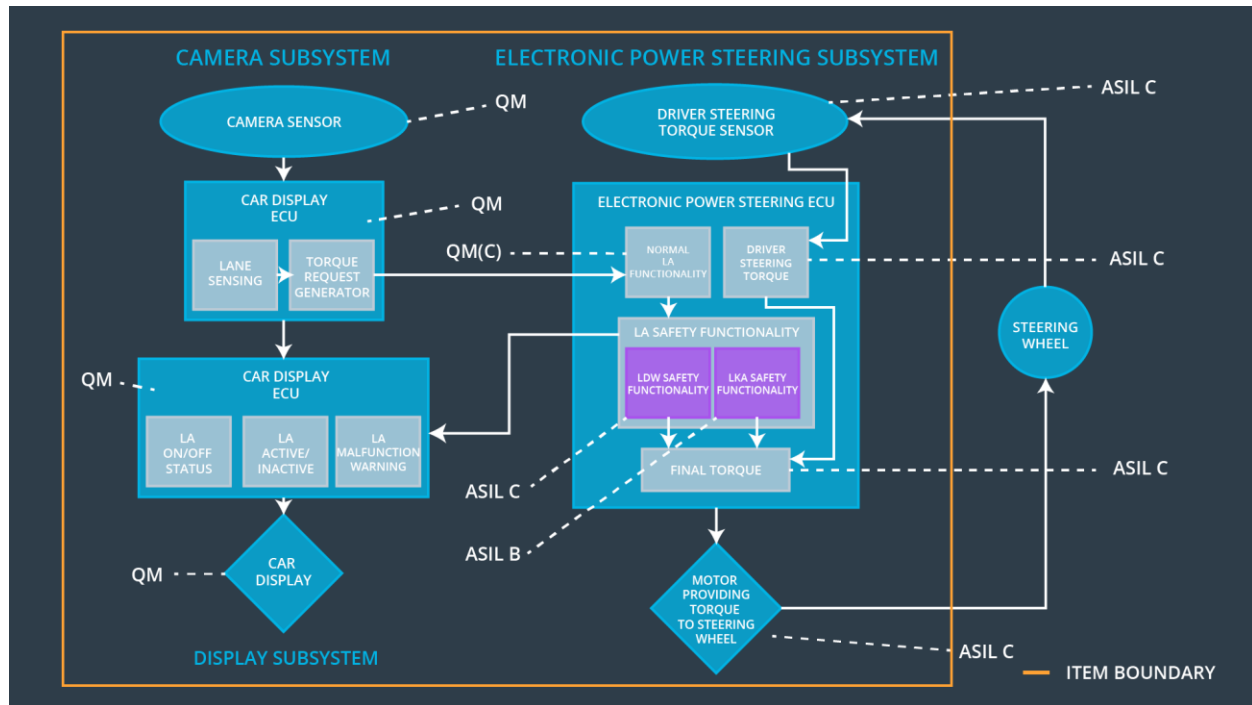 CAMERA SUBSYSTEM
ELECTRONIC POWER STEERING SUBSYSTEM
CAMERA SENSOR
QM
DRIVER STEERING
TORQUE SENSOR
ASIL C
CAR DISPLAY
ECU
QM
LANE
SENSING
TORQUE
REQUEST
GENERATOR
ELECTRONIC POWER STEERING ECU
QM(C)
NORMAL
LA
FUNCTIONALITY
DRIVER
STEERING
TORQUE
ASIL C
LA SAFETY FUNCTIONALITY
LDW SAFETY
FUNCTIONALITY
LKA SAFETY
FUNCTIONALITY
STEERING
WHEEL
QM
CAR DISPLAY
ECU
LA
ON/OFF
STATUS
LA
ACTIVE/
INACTIVE
LA
MALFUNCTION
WARNING
FINAL TORQUE
ASIL C
ASIL C
ASIL B
QM
CAR
DISPLAY
MOTOR
PROVIDING
TORQUE
TO STEERING
WHEEL
ASIL C
DISPLAY SUBSYSTEM
ITEM BOUNDARY